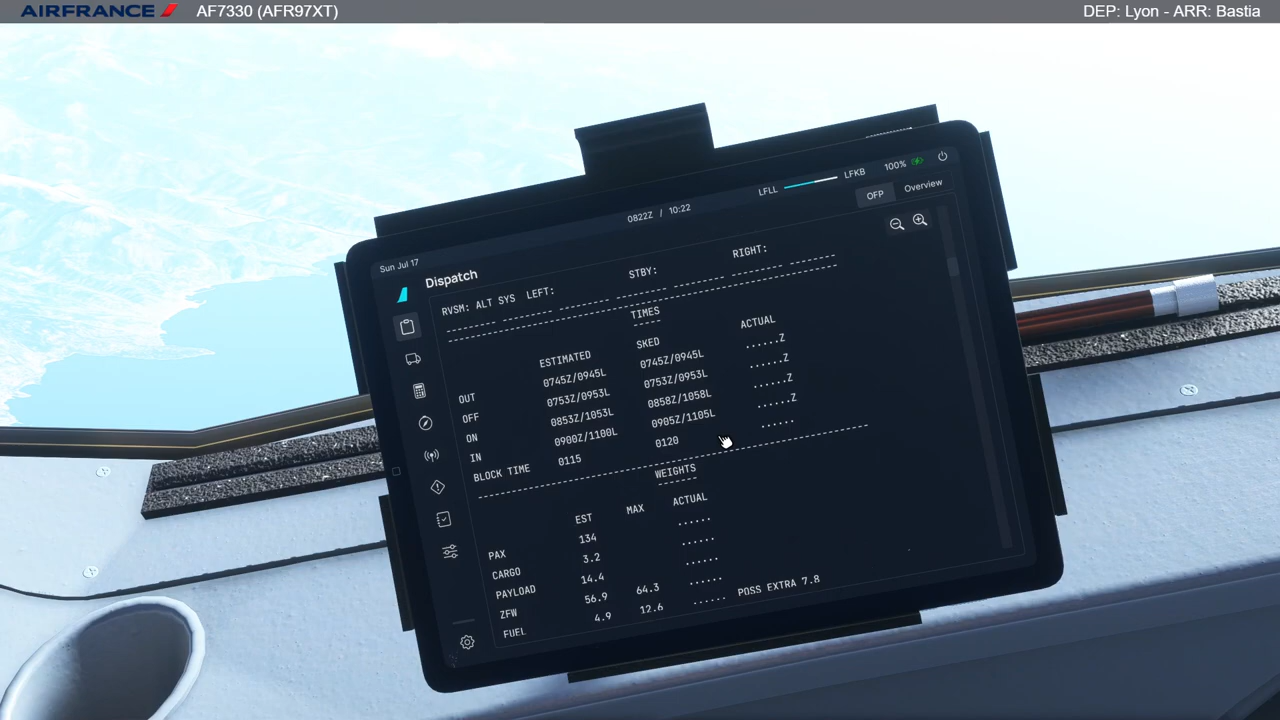 AIRFRANCE AF7330 (AFR97XT) DEP: Lyon - ARR: Bastia
Sun Jul 17 0822Z / 10:22 LFLL LFKB 100%
Dispatch OFP Overview
RVSM: ALT SYS LEFT: STBY: RIGHT:
TIMES
ESTIMATED SKED ACTUAL
OUT 0745Z/0945L 0745Z/0945L ......Z
OFF 0753Z/0953L 0753Z/0953L ......Z
ON 0853Z/1053L 0858Z/1058L ......Z
IN 0900Z/1100L 0905Z/1105L ......Z
BLOCK TIME 0115 0120 ......
WEIGHTS
EST MAX ACTUAL
PAX 134 ......
CARGO 3.2 ......
PAYLOAD 14.4 ......
ZFW 56.9 64.3 ......
FUEL 4.9 12.6 ...... POSS EXTRA 7.8